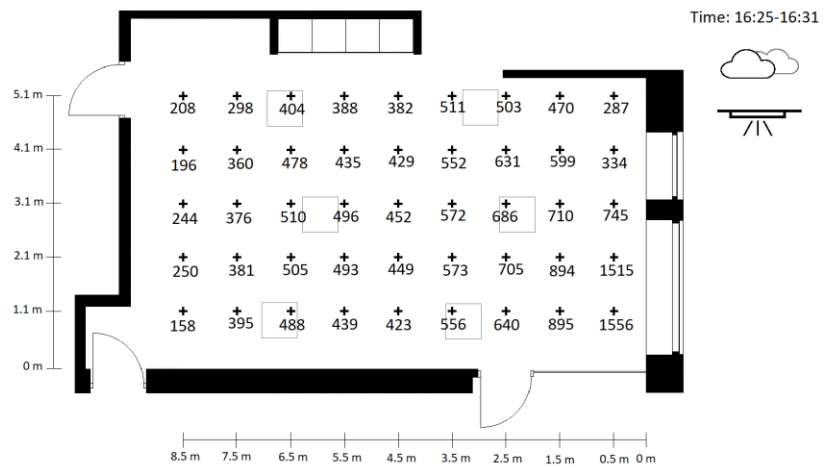 Time: 16:25-16:31
5.1 m
208 298 404 388 382 511 503 470 287
4.1 m
196 360 478 435 429 552 631 599 334
3.1 m
244 376 510 496 452 572 686 710 745
2.1 m
250 381 505 493 449 573 705 894 1515
1.1 m
158 395 488 439 423 556 640 895 1556
0 m
8.5 m 7.5 m 6.5 m 5.5 m 4.5 m 3.5 m 2.5 m 1.5 m 0.5 m 0 m